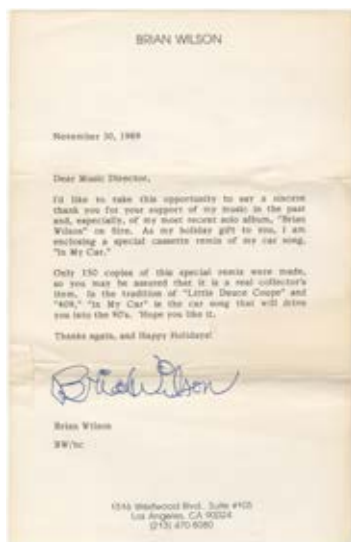 BRIAN WILSON
November 30, 1989
Dear Music Director,
I'd like to take this opportunity to say a sincere
thank you for your support of my music in the past
and, especially, of my most recent solo album, "Brian
Wilson" on Sire. As my holiday gift to you, I am
enclosing a special cassette remix of my car song,
"In My Car."
Only 150 copies of this special remix were made,
so you may be assured that it is a real collector's
item. In the tradition of "Little Deuce Coupe" and
"409," "In My Car" is the car song that will drive
you into the 90's. Hope you like it.
Thanks again, and Happy Holidays!
Brian Wilson
Brian Wilson
BW/
Westwood Blvd., Suite
Los Angeles, CA 90024
(213) 470-8080